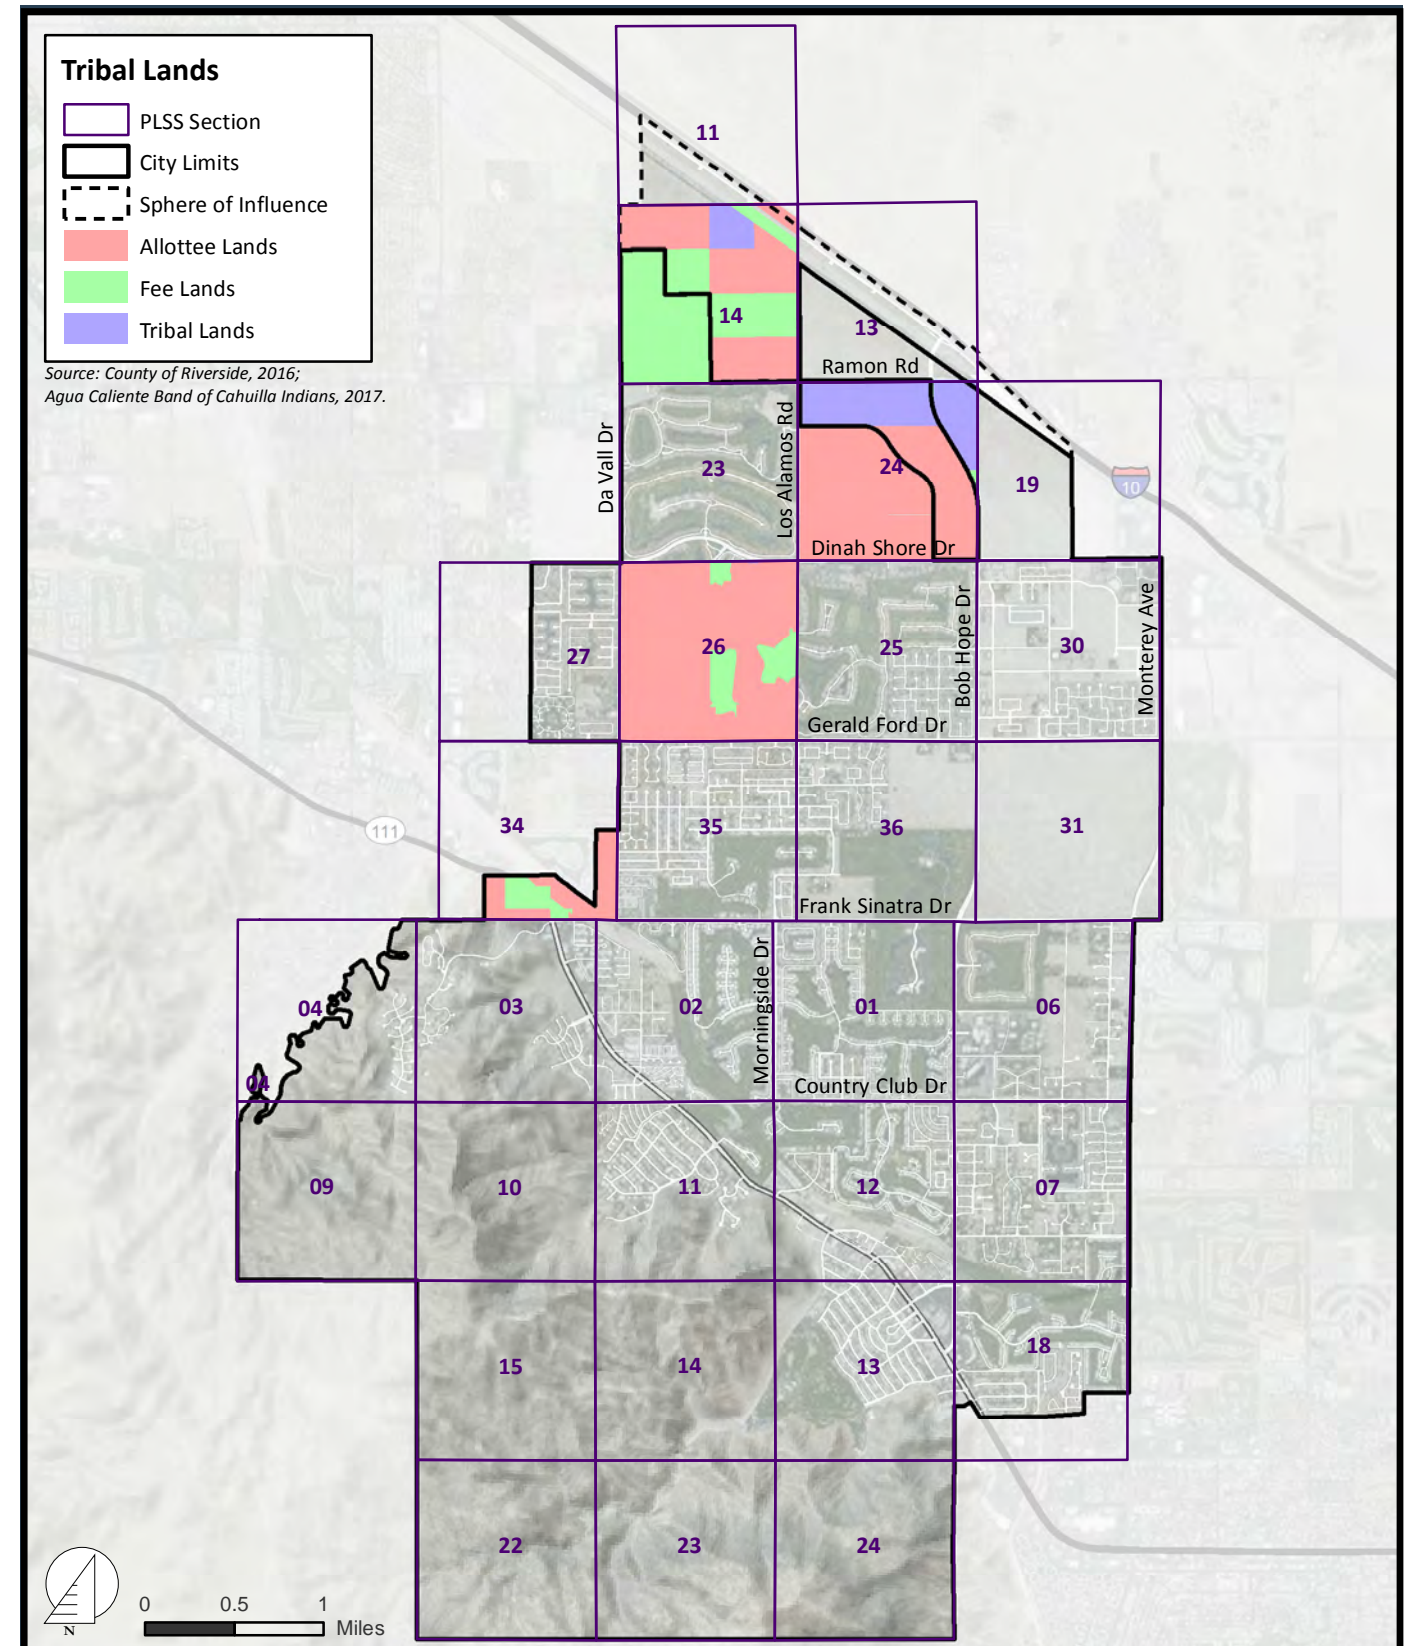 Tribal Lands
PLSS Section
City Limits
Sphere of Influence
Allottee Lands
Fee Lands
Tribal Lands
Source: County of Riverside, 2016;
Agua Caliente Band of Cahuilla Indians, 2017.
11
14
13
Ramon Rd
Da Vall Dr
23
Los Alamos Rd
24
19
10
Dinah Shore Dr
27
26
25
Bob Hope Dr
30
Monterey Ave
Gerald Ford Dr
111
34
35
36
31
Frank Sinatra Dr
04
03
02
Morningside Dr
01
06
04
Country Club Dr
09
10
11
12
07
15
14
13
18
22
23
24
0 0.5 1
Miles
N